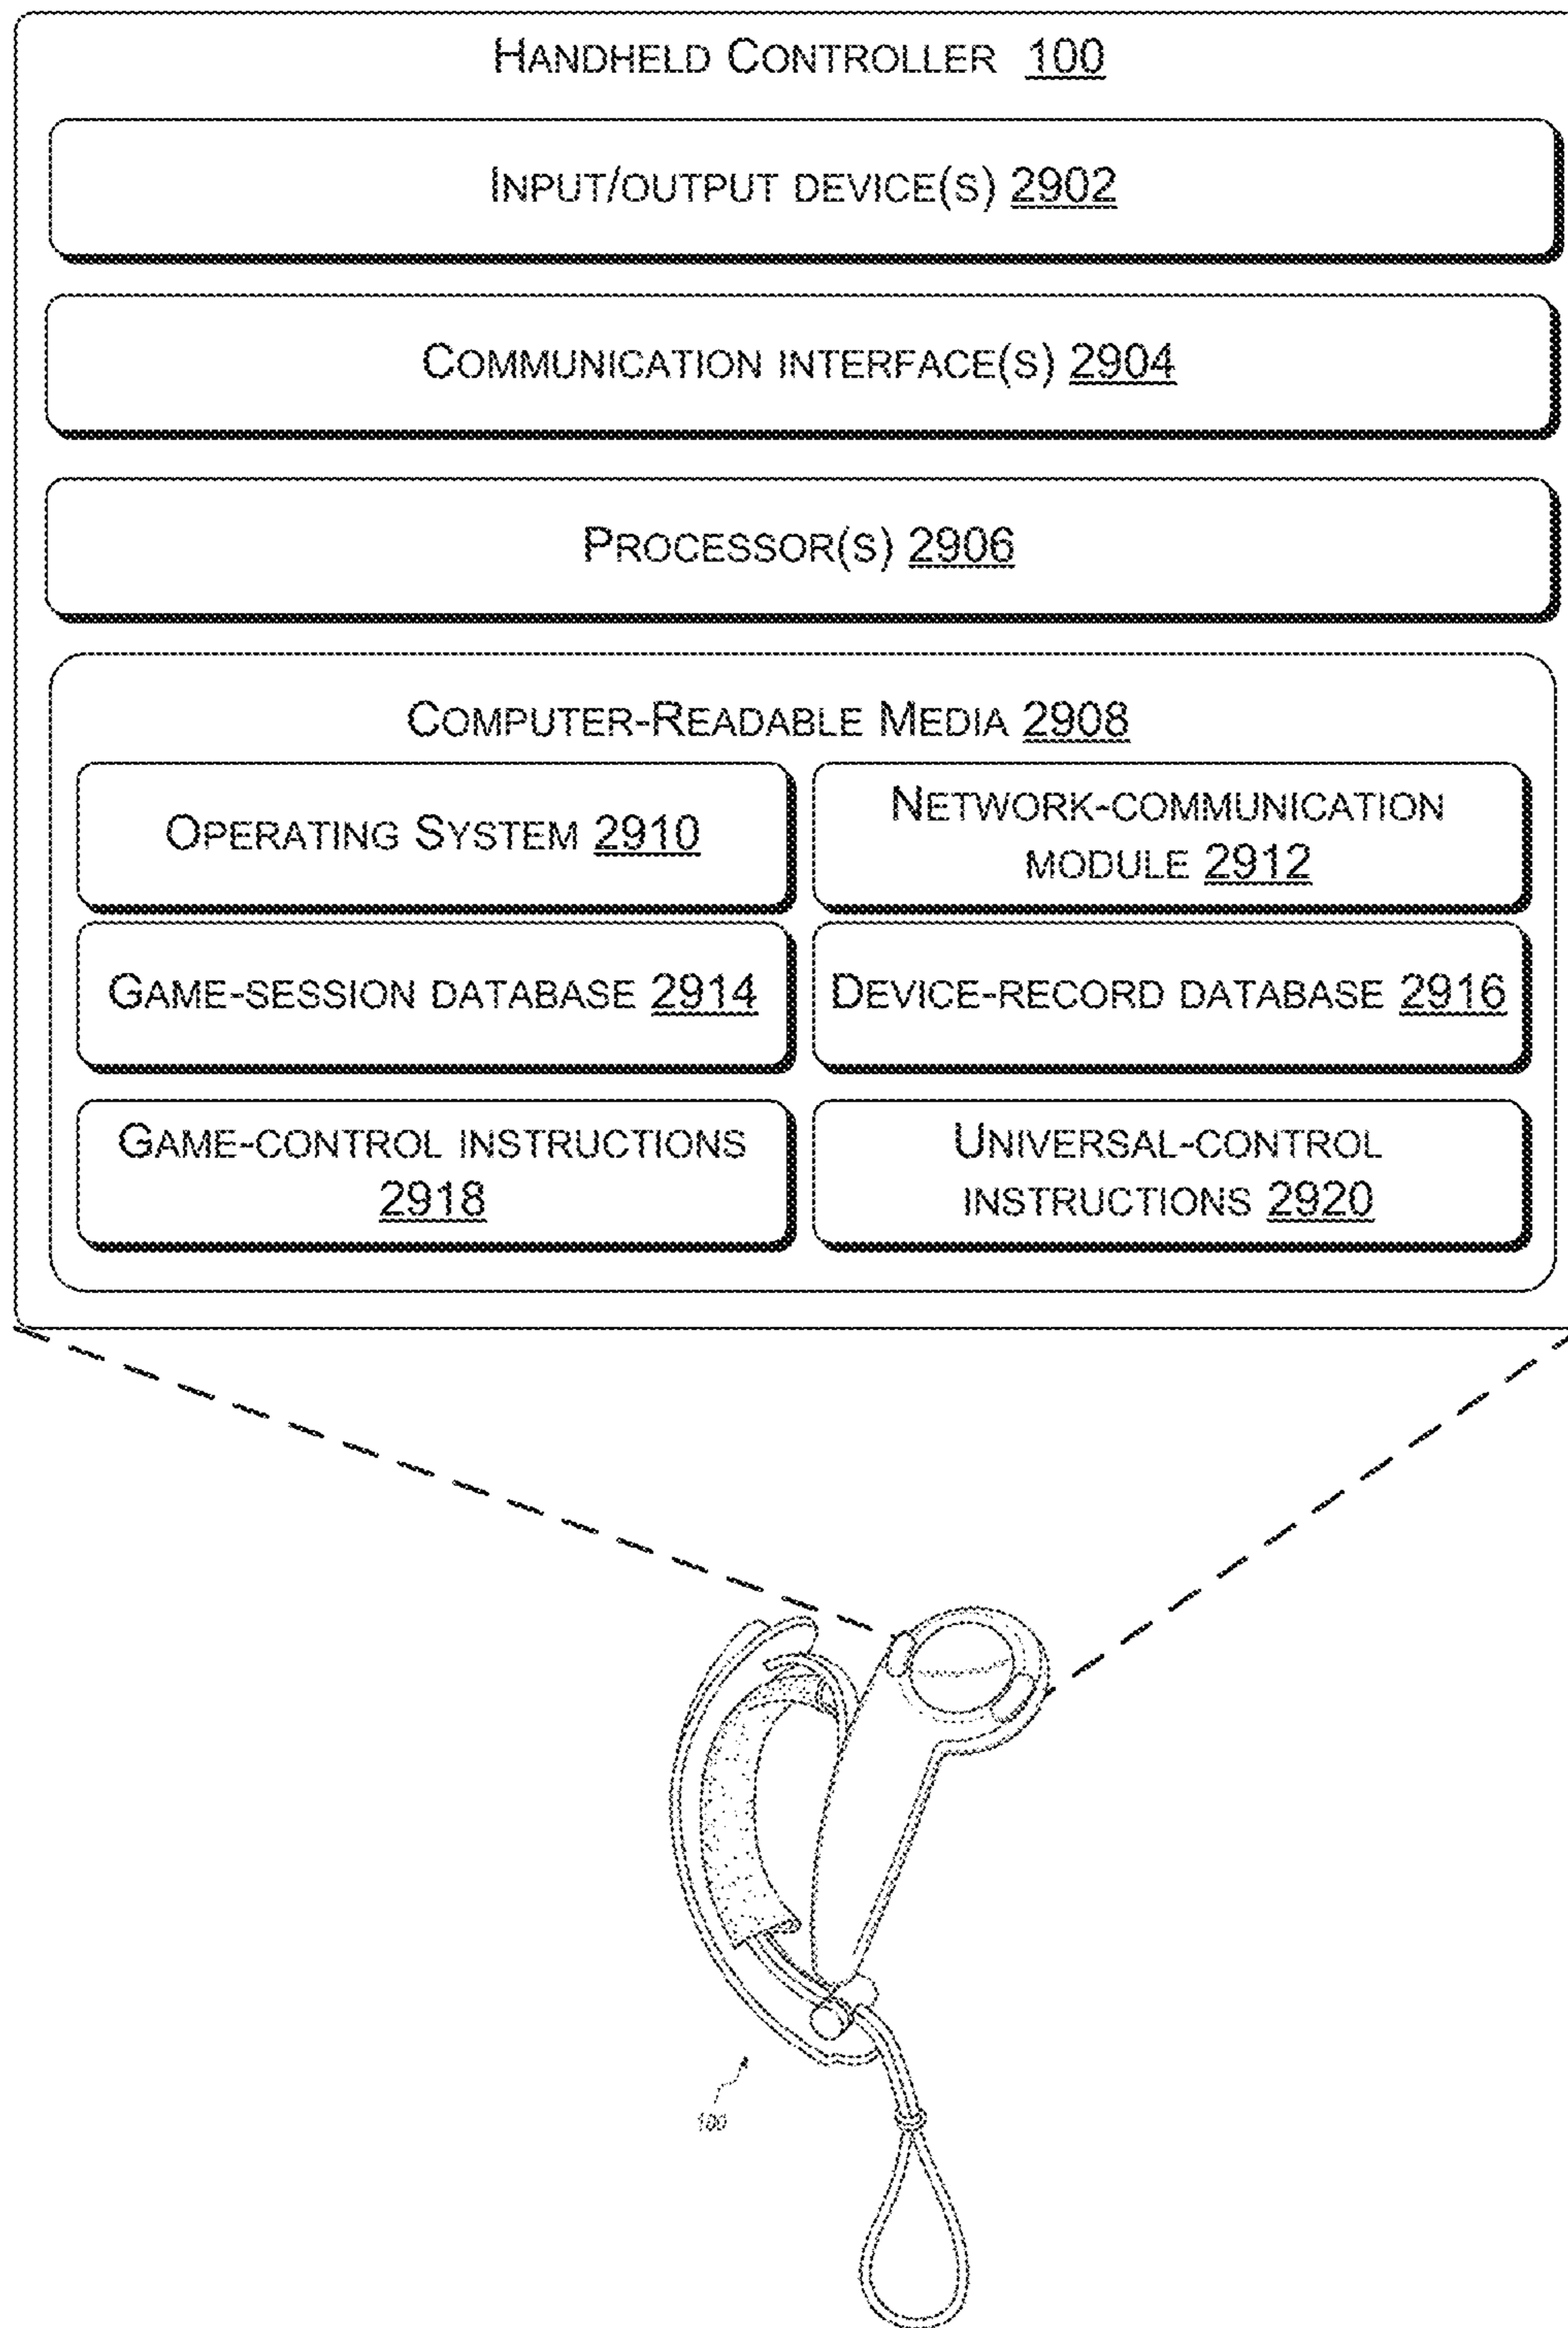 HANDHELD CONTROLLER 100
INPUT/OUTPUT DEVICE(S) 2902
COMMUNICATION INTERFACE(S) 2904
PROCESSOR(S) 2906
COMPUTER-READABLE MEDIA 2908
OPERATING SYSTEM 2910
NETWORK-COMMUNICATION
MODULE 2912
GAME-SESSION DATABASE 2914
DEVICE-RECORD DATABASE 2916
GAME-CONTROL INSTRUCTIONS
2918
UNIVERSAL-CONTROL
INSTRUCTIONS 2920
100